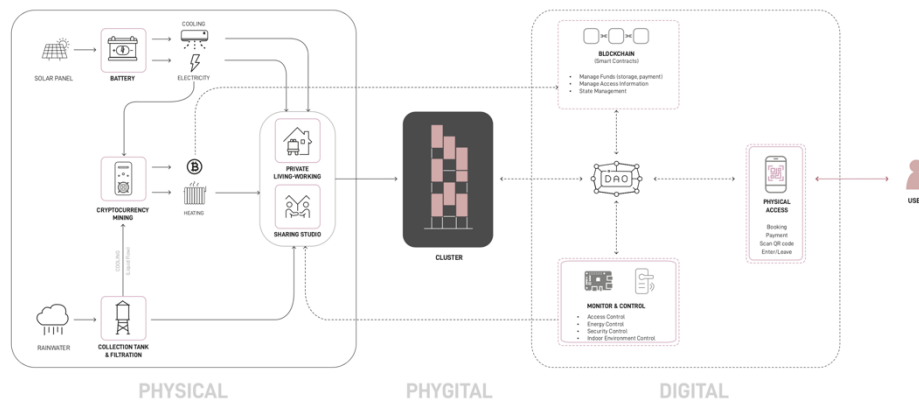 COOLING
SOLAR PANEL
BATTERY
ELECTRICITY
CRYPTOCURRENCY
MINING
HEATING
PRIVATE
LIVING-WORKING
SHARING STUDIO
COOLING
RAINWATER
COLLECTION TANK
& FILTRATION
CLUSTER
BLOCKCHAIN
(Smart Contracts)
• Manage Funds (storage, payment)
• Manage Access Information
• State Management
DAO
PHYSICAL
ACCESS
Booking
Payment
Scan QR code
Enter/Leave
USE
MONITOR & CONTROL
• Access Control
• Energy Control
• Security Control
• Indoor Environment Control
PHYSICAL
PHYGITAL
DIGITAL